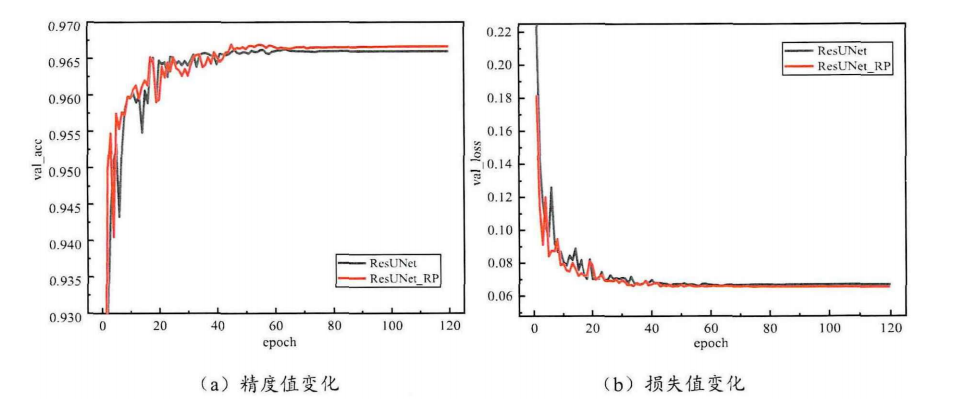 0.970
0.965
0.960
0.955
0.950
0.945
0.940
0.935
0.930
val_acc
0 20 40 60 80 100 120
epoch
ResUNet
ResUNet_RP
(a) 精度值变化
0.22
0.20
0.18
0.16
0.14
0.12
0.10
0.08
0.06
val_loss
0 20 40 60 80 100 120
epoch
ResUNet
ResUNet_RP
(b) 损失值变化